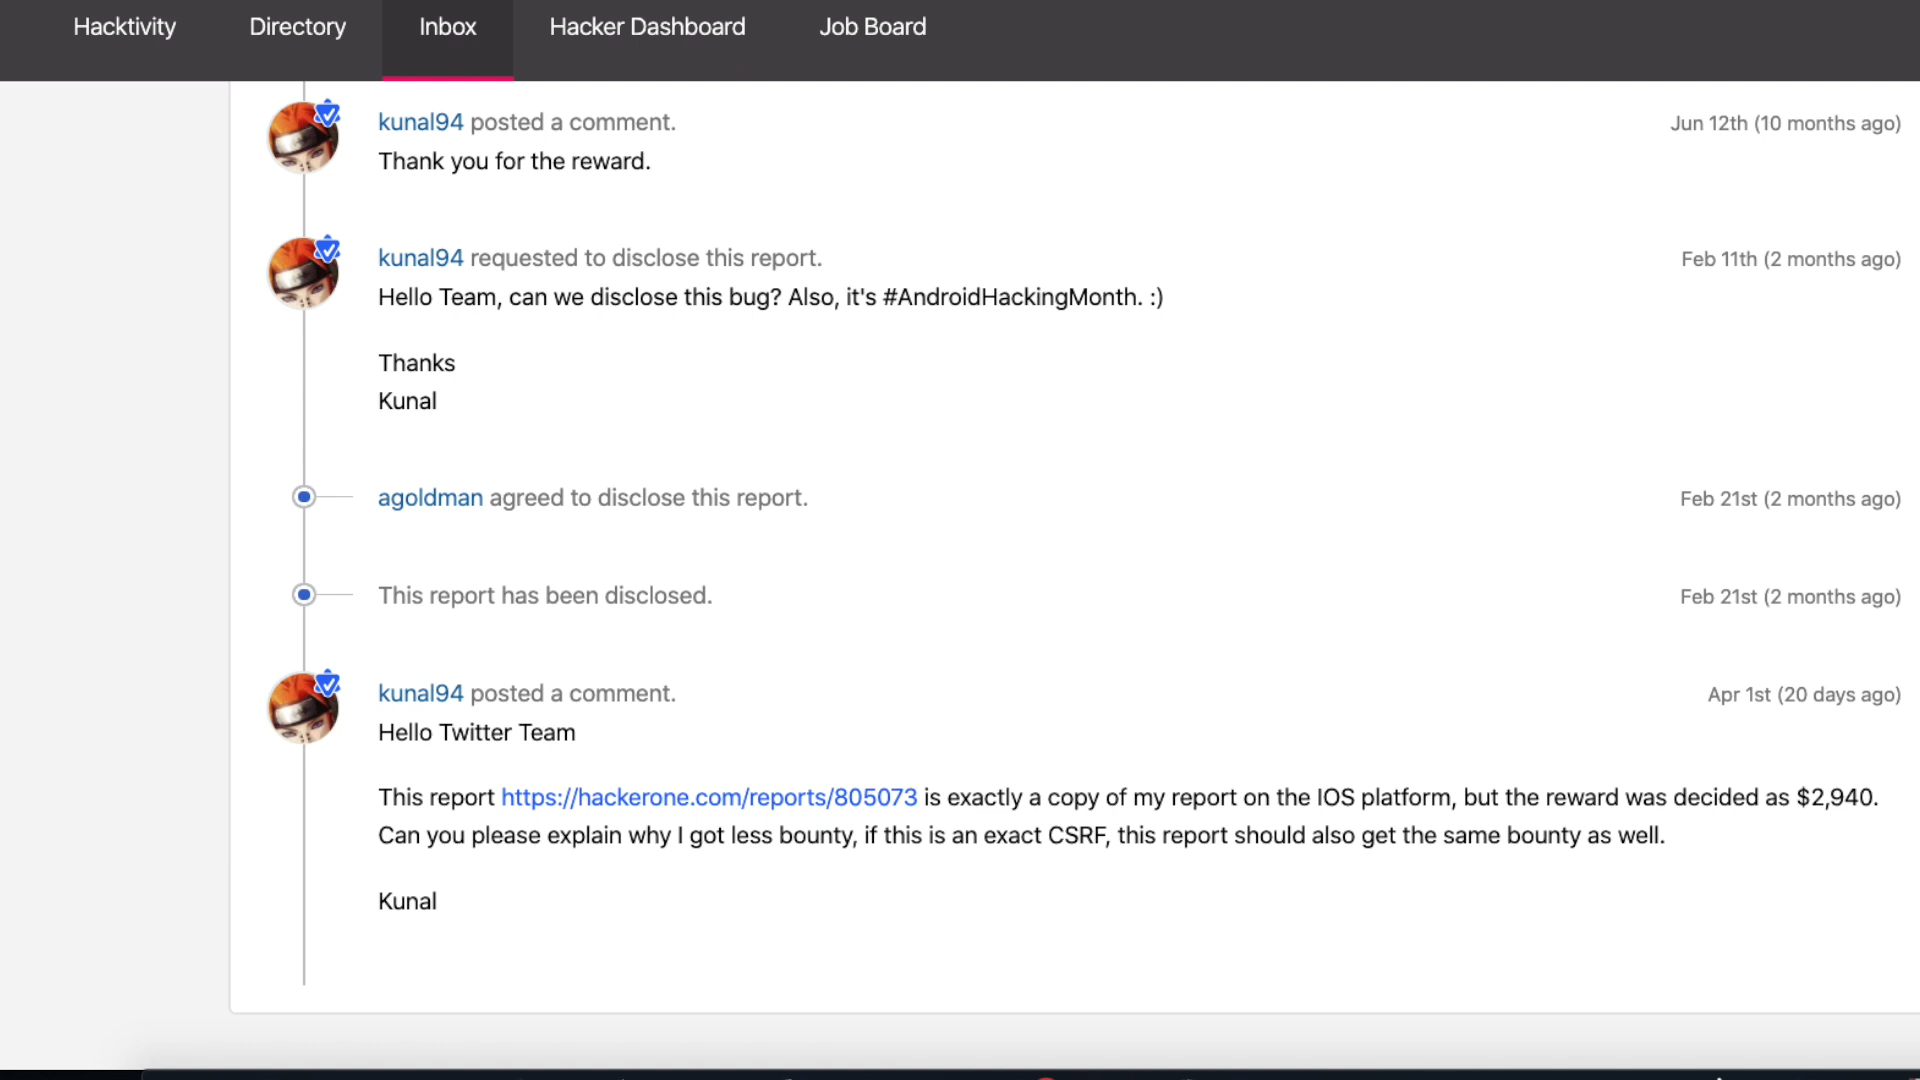 Hacktivity Directory Inbox Hacker Dashboard Job Board
kunal94 posted a comment. Jun 12th (10 months ago)
Thank you for the reward.
kunal94 requested to disclose this report. Feb 11th (2 months ago)
Hello Team, can we disclose this bug? Also, it's #AndroidHackingMonth. :)
Thanks
Kunal
agoldman agreed to disclose this report. Feb 21st (2 months ago)
This report has been disclosed. Feb 21st (2 months ago)
kunal94 posted a comment. Apr 1st (20 days ago)
Hello Twitter Team
This report https://hackerone.com/reports/805073 is exactly a copy of my report on the IOS platform, but the reward was decided as $2,940.
Can you please explain why I got less bounty, if this is an exact CSRF, this report should also get the same bounty as well.
Kunal